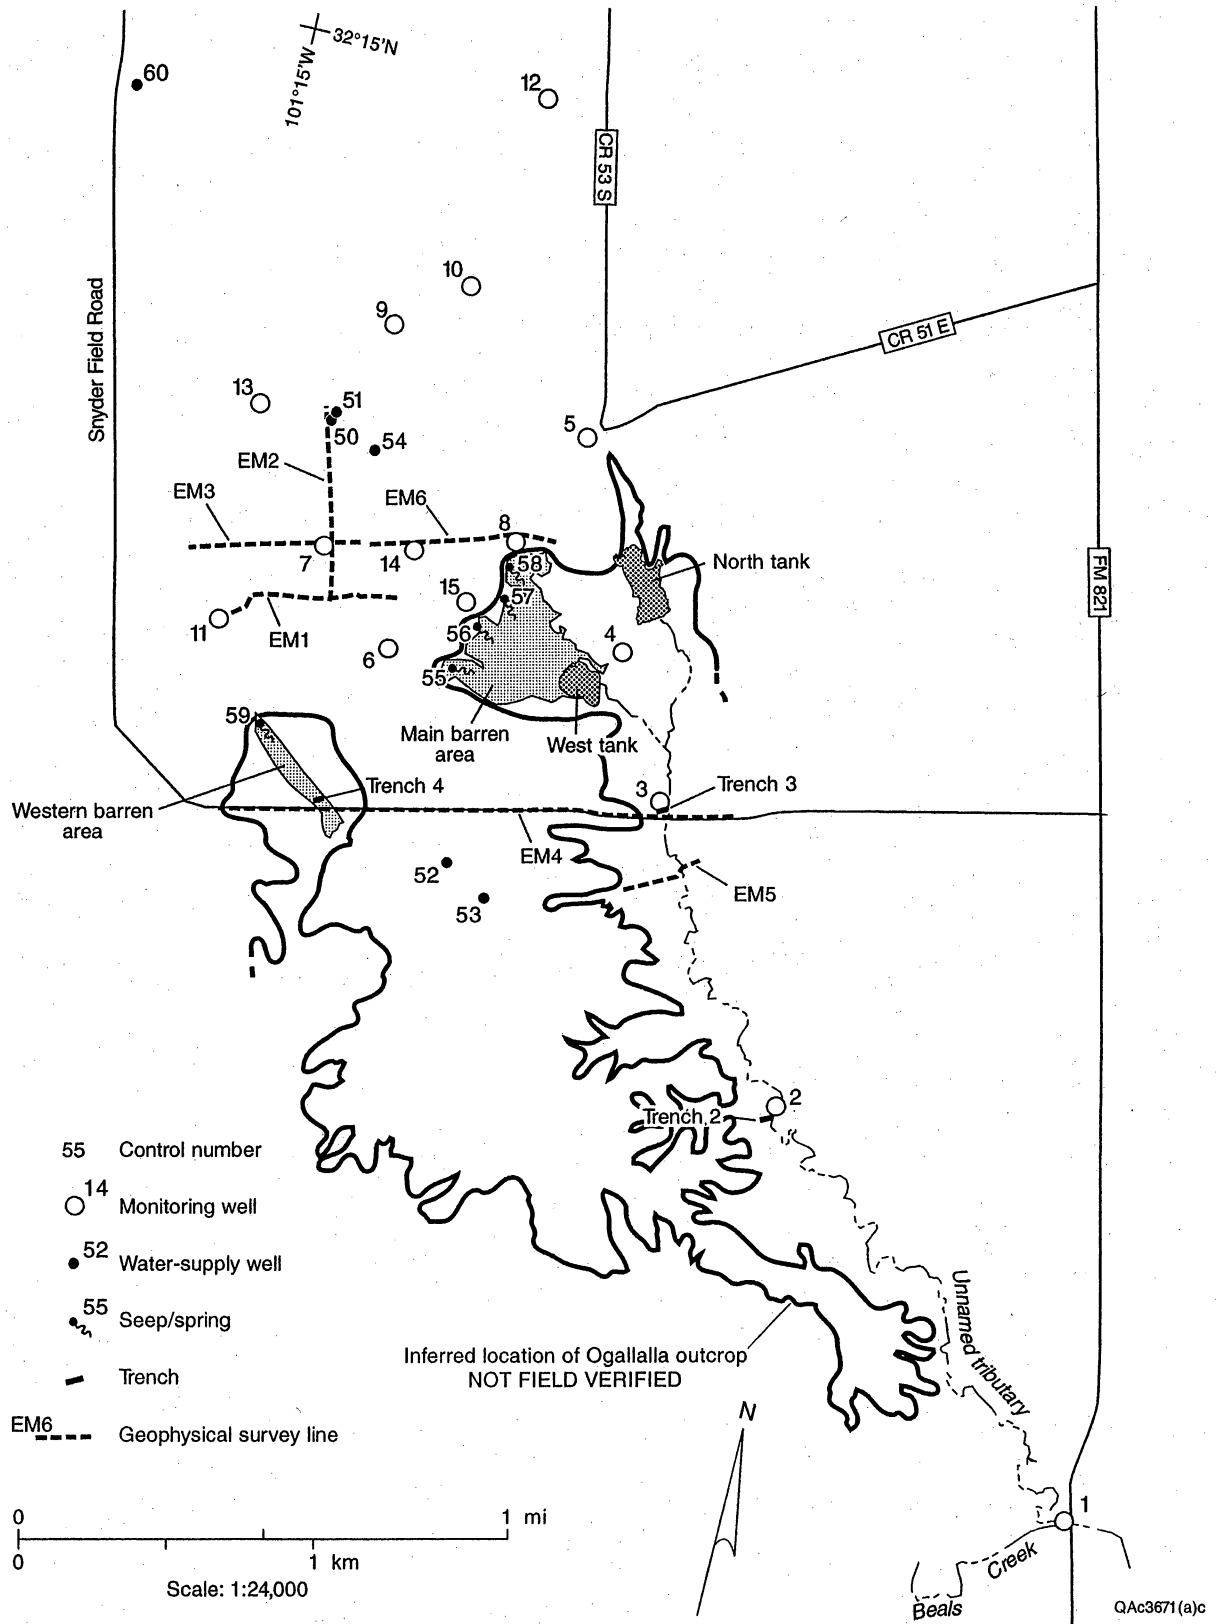 32°15'N
101°15'W
60
12
CR 53 S
10
9
Snyder Field Road
CR 51 E
13
51
50
54
5
EM2
EM3
EM6
8
7
14
58
North tank
FM 821
15
57
11
EM1
56
4
6
55
59
Main barren
area
West tank
Trench 4
3
Trench 3
Western barren
area
EM4
52
EM5
53
2
Trench 2
55 Control number
14 Monitoring well
52 Water-supply well
55 Seep/spring
Trench
EM6 Geophysical survey line
Inferred location of Ogallalla outcrop
NOT FIELD VERIFIED
Unnamed tributary
N
0 1 mi
0 1 km
Scale: 1:24,000
1
Beals Creek
QAc3671(a)c